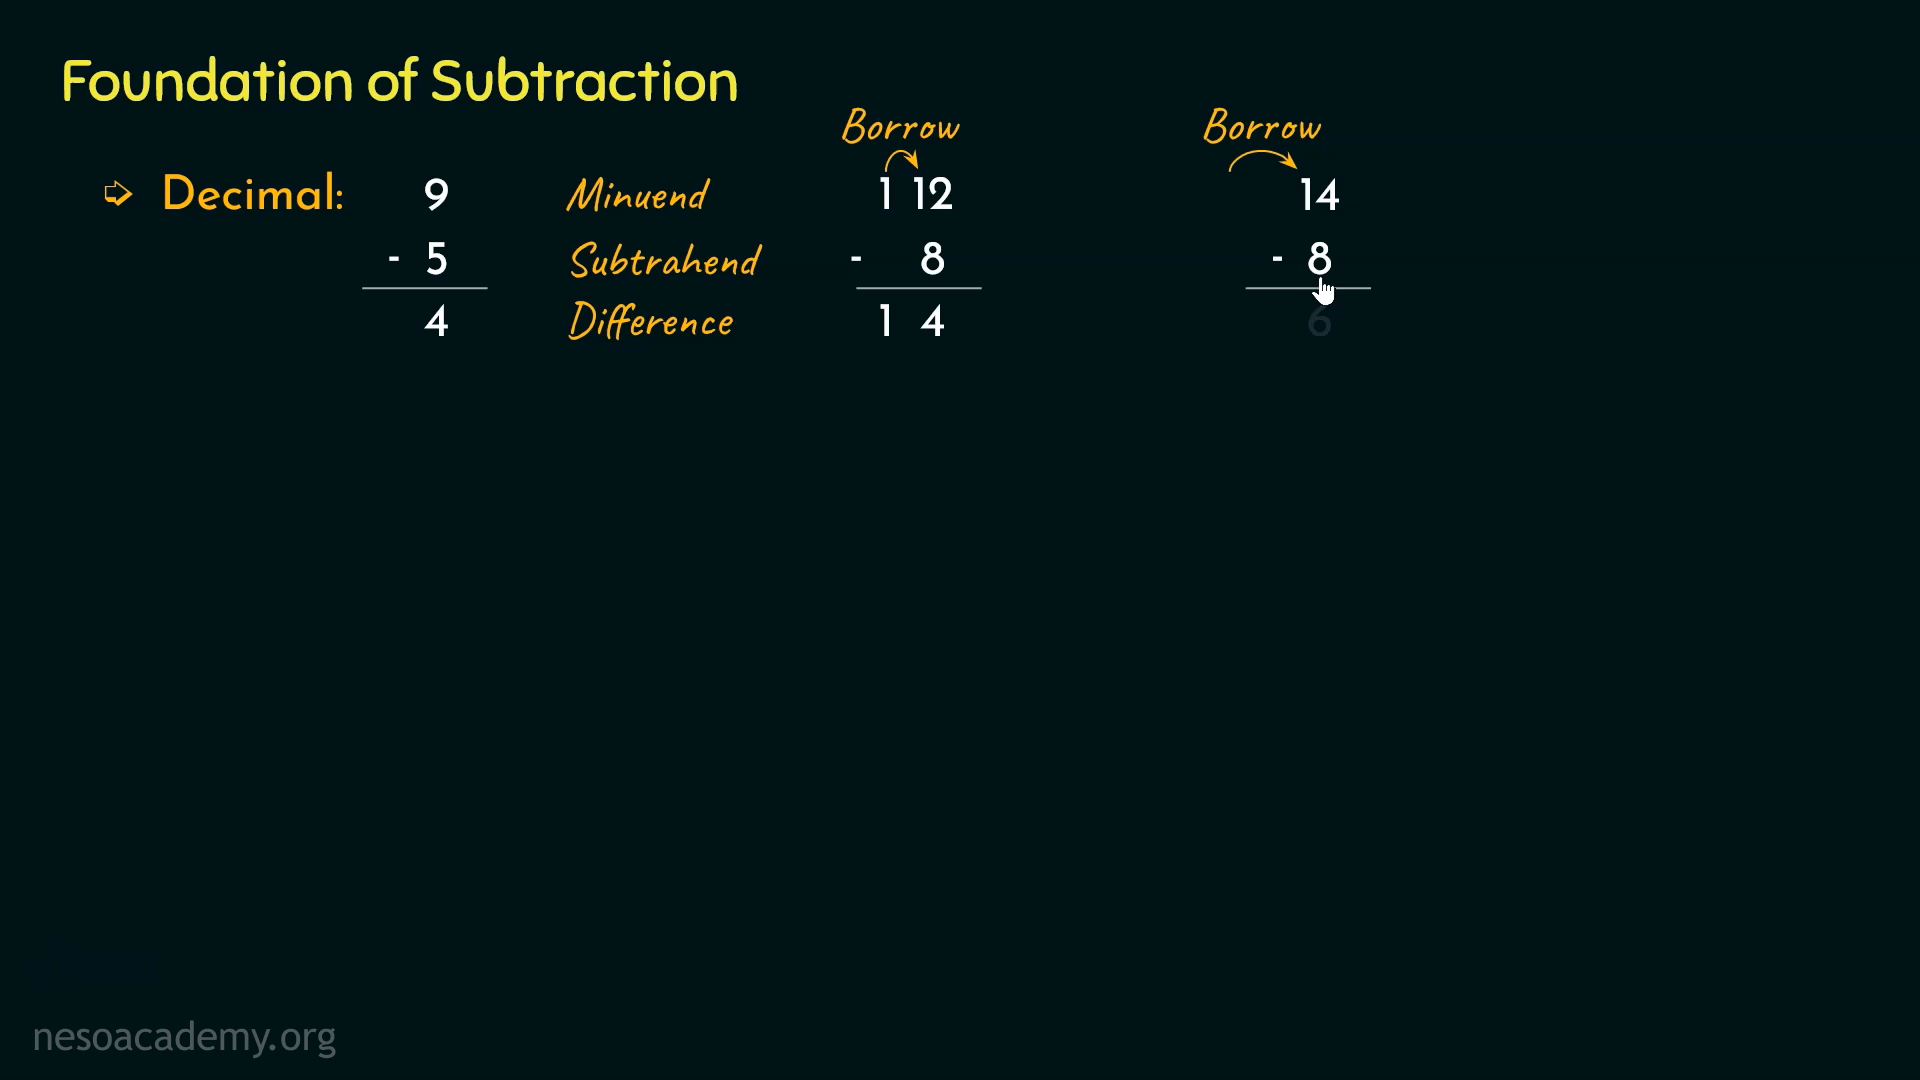 Foundation of Subtraction
Borrow Borrow
➩ Decimal: 9 Minuend 1 12 14
- 5 Subtrahend - 8 - 8
4 Difference 1 4 6
nesoacademy.org